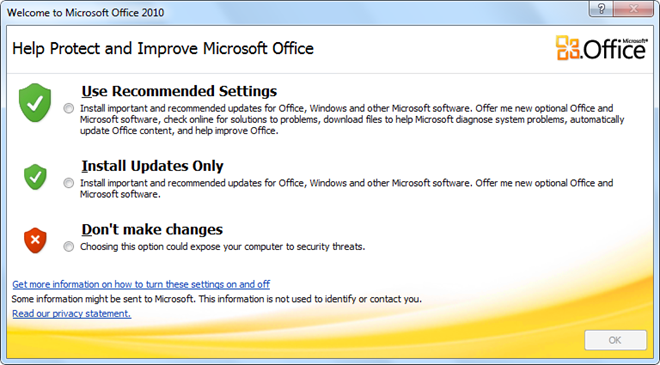 Welcome to Microsoft Office 2010
Help Protect and Improve Microsoft Office
Microsoft®
Office
Use Recommended Settings
Install important and recommended updates for Office, Windows and other Microsoft software. Offer me new optional Office and
Microsoft software, check online for solutions to problems, download files to help Microsoft diagnose system problems, automatically
update Office content, and help improve Office.
Install Updates Only
Install important and recommended updates for Office, Windows and other Microsoft software. Offer me new optional Office and
Microsoft software.
Don't make changes
Choosing this option could expose your computer to security threats.
Get more information on how to turn these settings on and off
Some information might be sent to Microsoft. This information is not used to identify or contact you.
Read our privacy statement.
OK